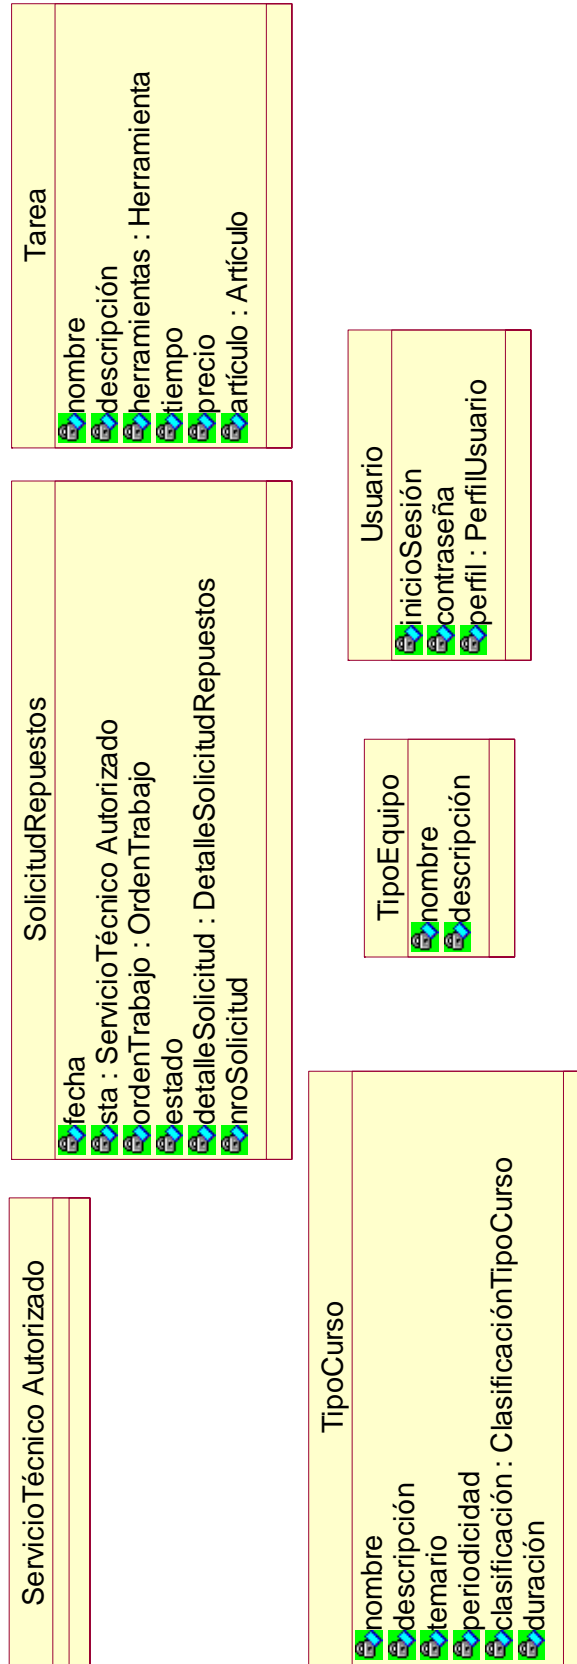 ServicioTécnico Autorizado
SolicitudRepuestos
fecha
sta : ServicioTécnico Autorizado
ordenTrabajo : OrdenTrabajo
estado
detalleSolicitud : DetalleSolicitudRepuestos
nroSolicitud
Tarea
nombre
descripción
herramientas : Herramienta
tiempo
precio
artículo : Artículo
TipoCurso
nombre
descripción
temario
periodicidad
clasificación : ClasificaciónTipoCurso
duración
TipoEquipo
nombre
descripción
Usuario
inicioSesión
contraseña
perfil : PerfilUsuario